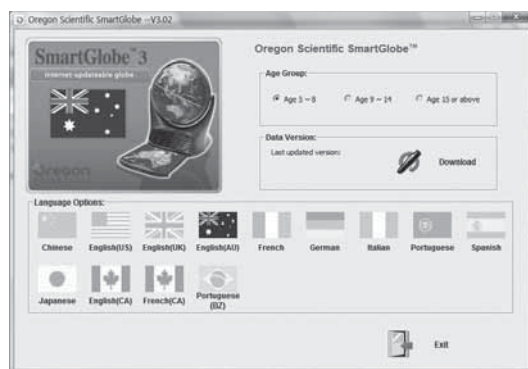 Oregon Scientific SmartGlobe --V3.02
SmartGlobe™3
Internet updateable globe
Oregon
Oregon Scientific SmartGlobe™
Age Group:
Age 5 ~ 8
Age 9 ~ 14
Age 15 or above
Data Version:
Last updated version:
Download
Language Options:
Chinese English(US) English(UK) English(AU) French German Italian Portuguese Spanish
Japanese English(CA) French(CA) Portuguese
(BZ)
Exit